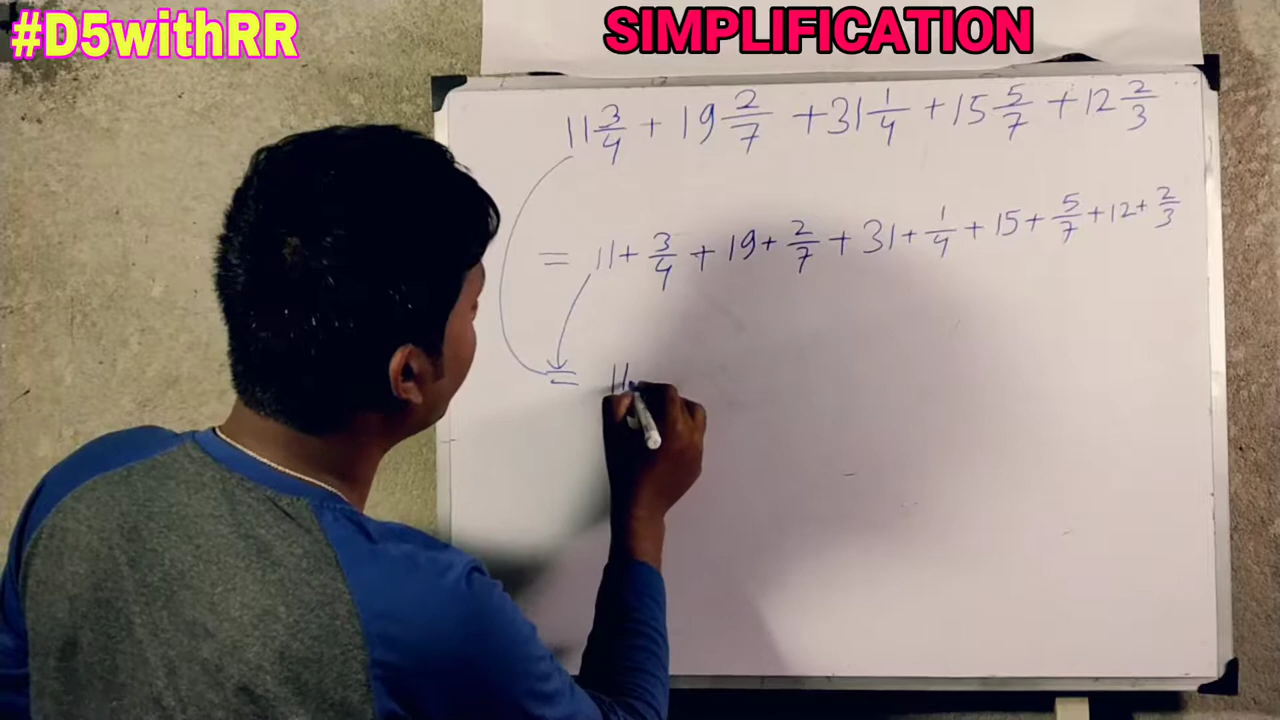 #D5withRR
SIMPLIFICATION
11 3/4 + 19 2/7 + 31 1/4 + 15 5/7 + 12 2/3
= 11 + 3/4 + 19 + 2/7 + 31 + 1/4 + 15 + 5/7 + 12 + 2/3
= 11